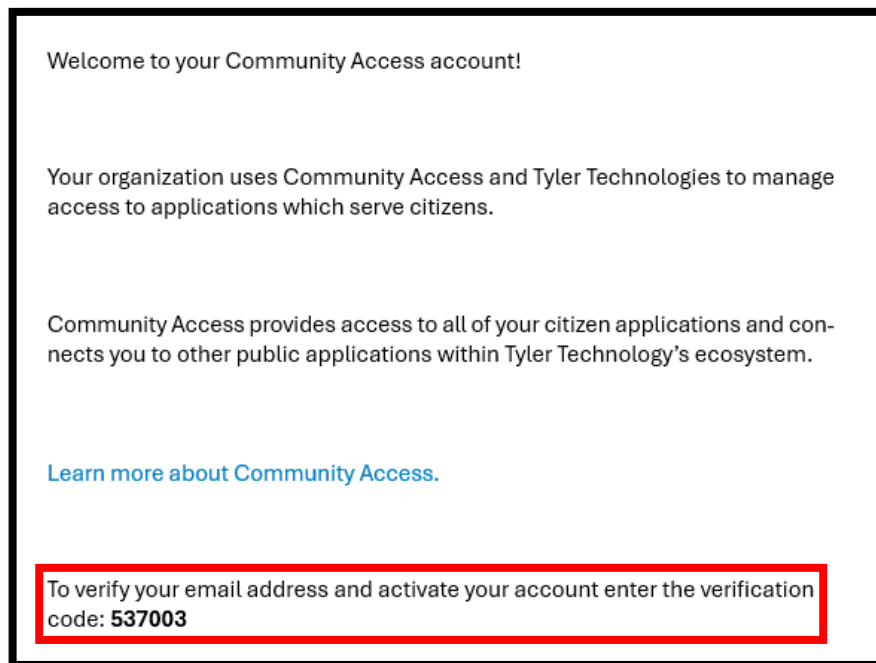 Welcome to your Community Access account!
Your organization uses Community Access and Tyler Technologies to manage
access to applications which serve citizens.
Community Access provides access to all of your citizen applications and con-
nects you to other public applications within Tyler Technology’s ecosystem.
Learn more about Community Access.
To verify your email address and activate your account enter the verification
code: 537003